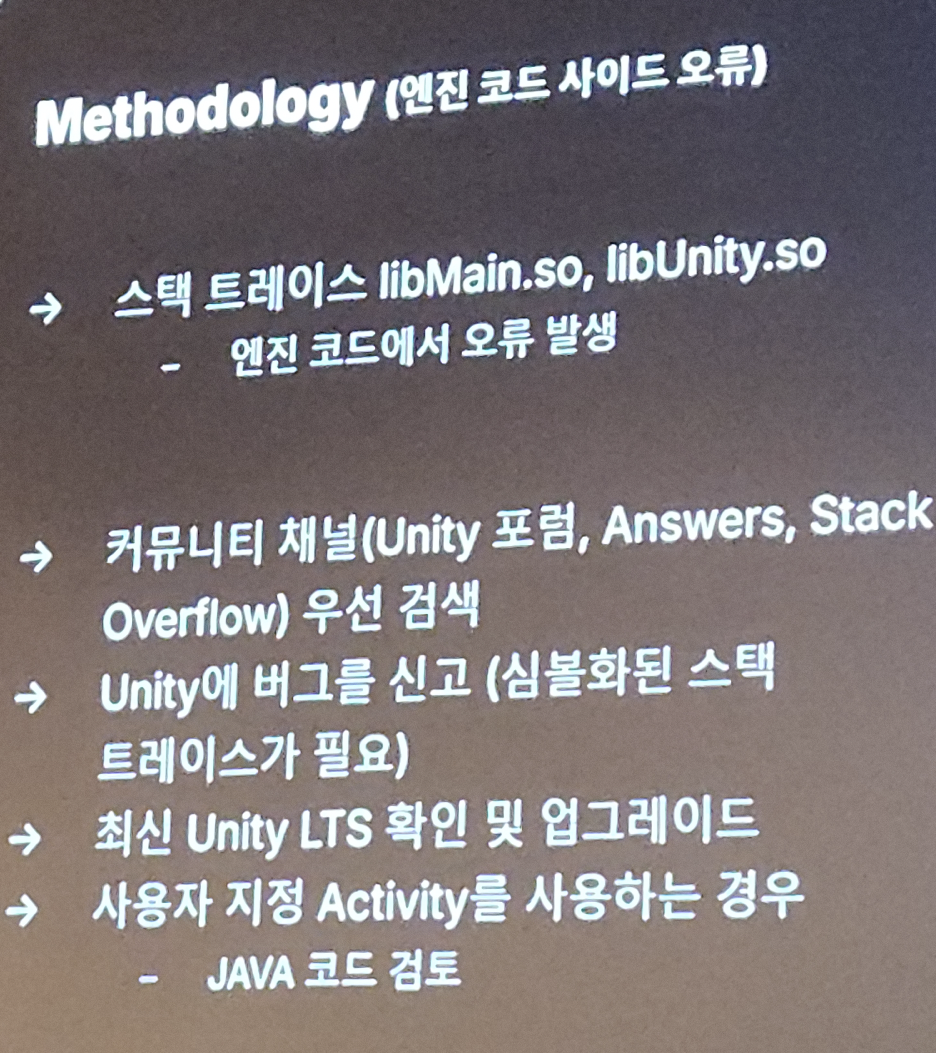 Methodology (엔진 코드 사이드 오류)
→ 스택 트레이스 libMain.so, libUnity.so
- 엔진 코드에서 오류 발생
→ 커뮤니티 채널(Unity 포럼, Answers, Stack
Overflow) 우선 검색
→ Unity에 버그를 신고 (심볼화된 스택
트레이스가 필요)
→ 최신 Unity LTS 확인 및 업그레이드
→ 사용자 지정 Activity를 사용하는 경우
- JAVA 코드 검토